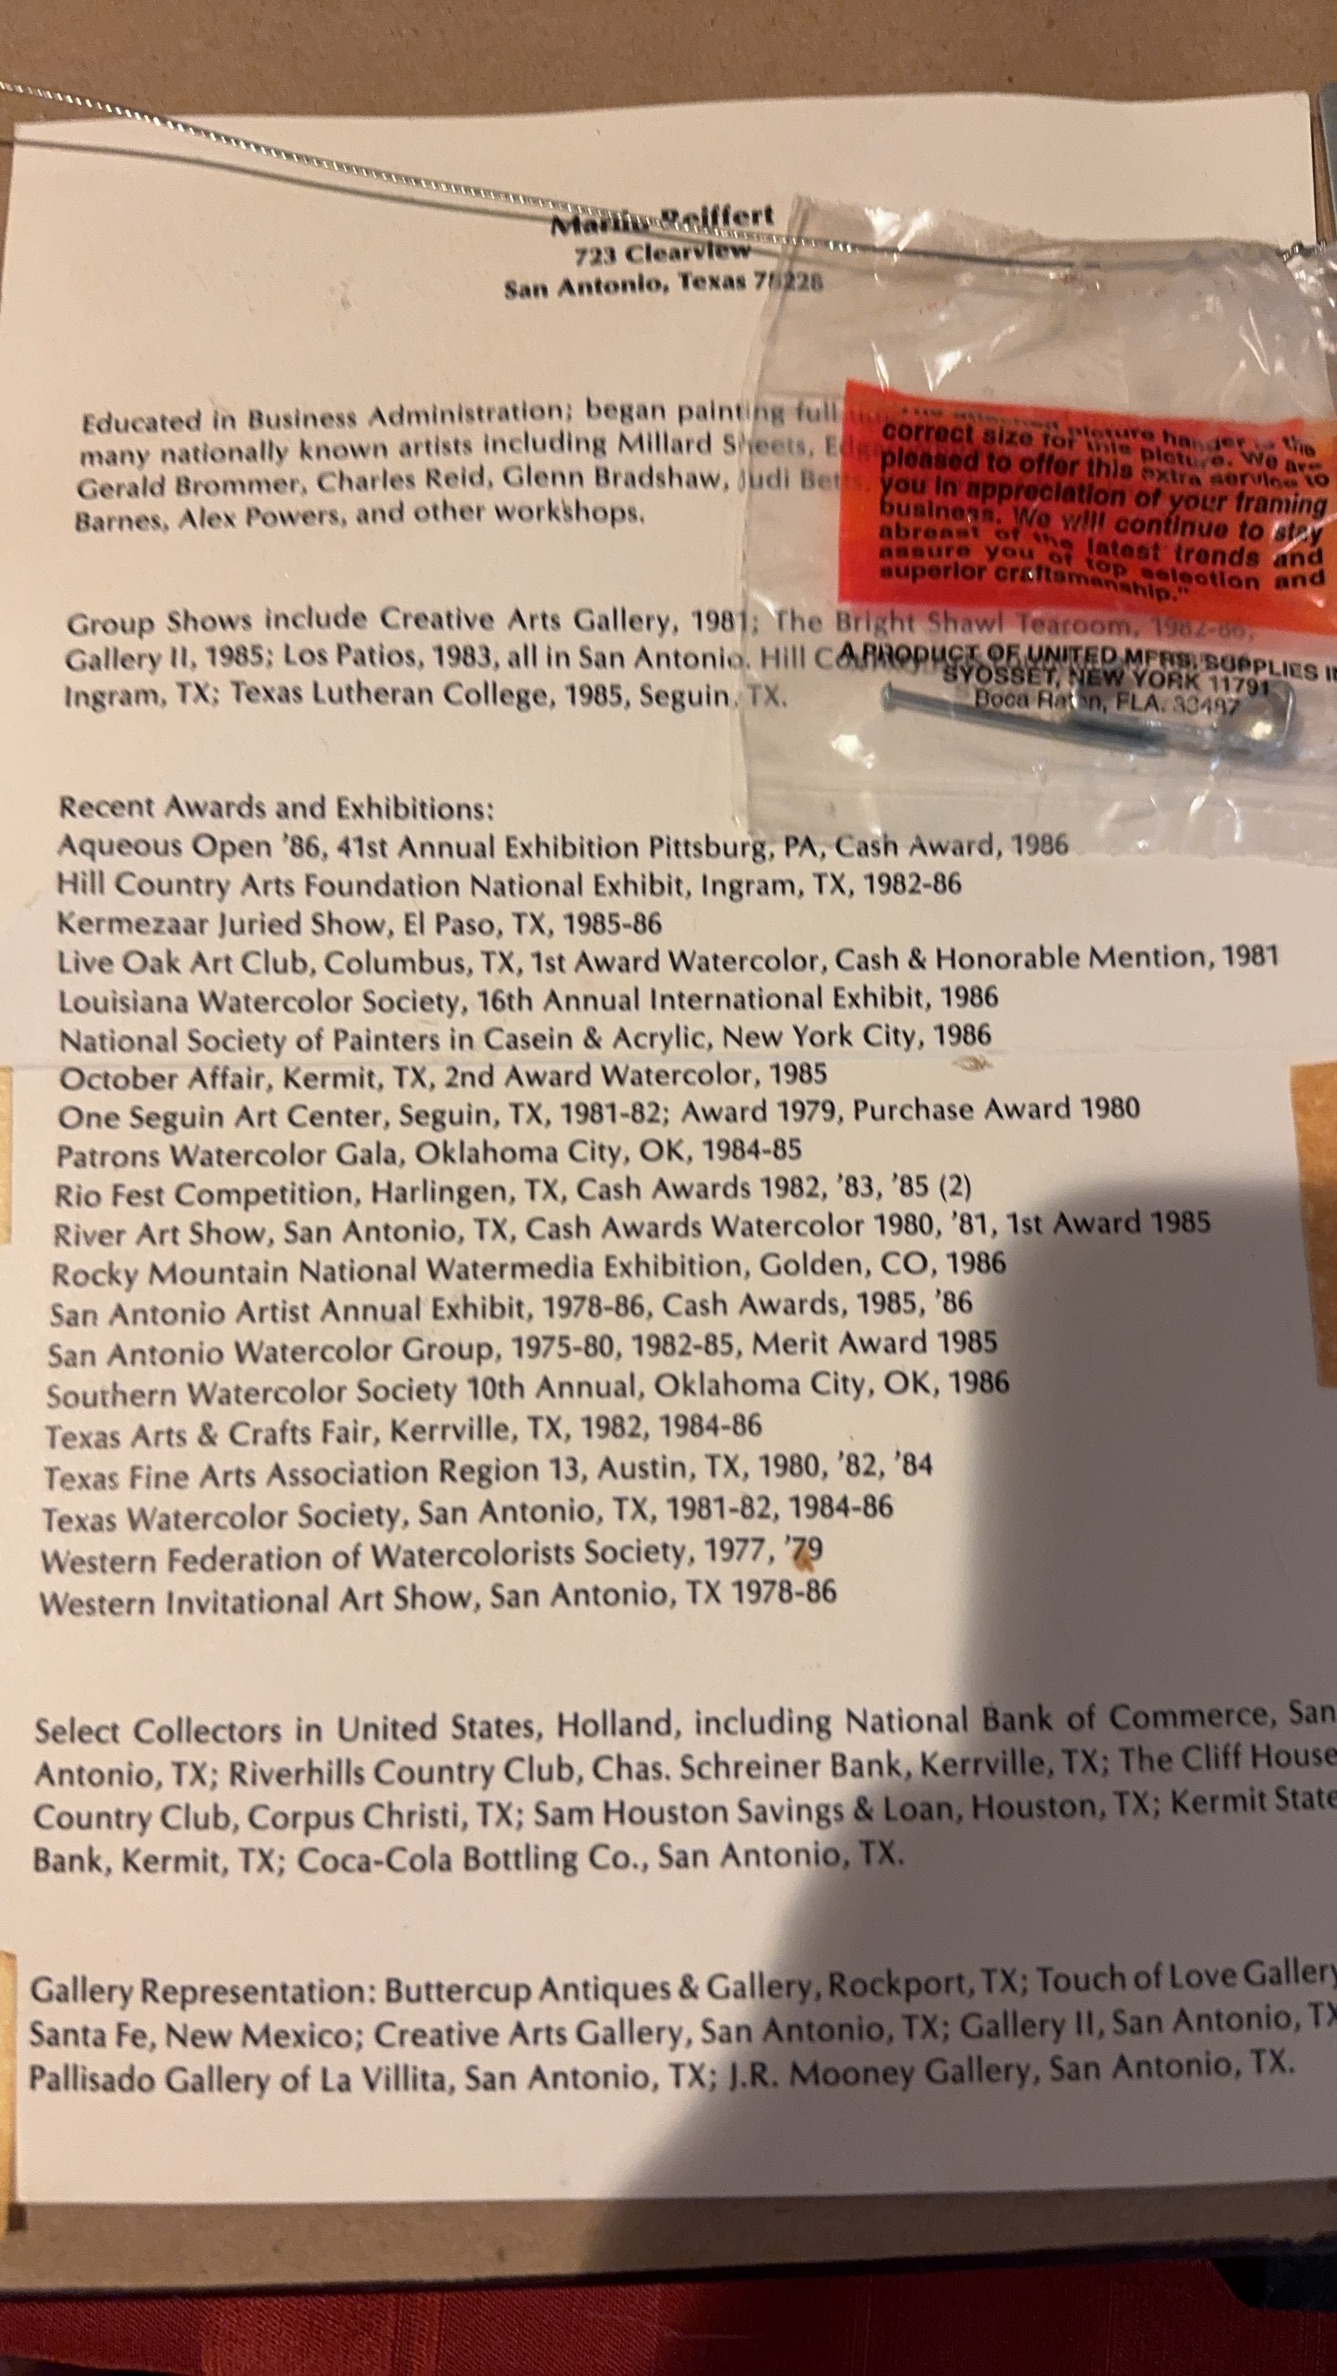 Reiffert
723 Clearview
San Antonio, Texas 78228
Educated in Business Administration; began painting full
many nationally known artists including Millard Sheets,
Gerald Brommer, Charles Reid, Glenn Bradshaw, Judi Betts,
Barnes, Alex Powers, and other workshops.
picture hanger is the
correct size for this picture. We are
pleased to offer this extra service to
you in appreciation of your framing
business. We will continue to stay
abreast of the latest trends and
assure you of top selection and
superior craftsmanship."
Group Shows include Creative Arts Gallery, 1981; The Bright Shawl Tearoom, 1982-86,
Gallery II, 1985; Los Patios, 1983, all in San Antonio. Hill
Ingram, TX; Texas Lutheran College, 1985, Seguin, TX.
A PRODUCT OF UNITED MFRS. SUPPLIES
SYOSSET, NEW YORK 11791
Boca Raton, FLA. 33487
Recent Awards and Exhibitions:
Aqueous Open '86, 41st Annual Exhibition Pittsburg, PA, Cash Award, 1986
Hill Country Arts Foundation National Exhibit, Ingram, TX, 1982-86
Kermezaar Juried Show, El Paso, TX, 1985-86
Live Oak Art Club, Columbus, TX, 1st Award Watercolor, Cash & Honorable Mention, 1981
Louisiana Watercolor Society, 16th Annual International Exhibit, 1986
National Society of Painters in Casein & Acrylic, New York City, 1986
October Affair, Kermit, TX, 2nd Award Watercolor, 1985
One Seguin Art Center, Seguin, TX, 1981-82; Award 1979, Purchase Award 1980
Patrons Watercolor Gala, Oklahoma City, OK, 1984-85
Rio Fest Competition, Harlingen, TX, Cash Awards 1982, '83, '85 (2)
River Art Show, San Antonio, TX, Cash Awards Watercolor 1980, '81, 1st Award 1985
Rocky Mountain National Watermedia Exhibition, Golden, CO, 1986
San Antonio Artist Annual Exhibit, 1978-86, Cash Awards, 1985, '86
San Antonio Watercolor Group, 1975-80, 1982-85, Merit Award 1985
Southern Watercolor Society 10th Annual, Oklahoma City, OK, 1986
Texas Arts & Crafts Fair, Kerrville, TX, 1982, 1984-86
Texas Fine Arts Association Region 13, Austin, TX, 1980, '82, '84
Texas Watercolor Society, San Antonio, TX, 1981-82, 1984-86
Western Federation of Watercolorists Society, 1977, '79
Western Invitational Art Show, San Antonio, TX 1978-86
Select Collectors in United States, Holland, including National Bank of Commerce, San
Antonio, TX; Riverhills Country Club, Chas. Schreiner Bank, Kerrville, TX; The Cliff House
Country Club, Corpus Christi, TX; Sam Houston Savings & Loan, Houston, TX; Kermit State
Bank, Kermit, TX; Coca-Cola Bottling Co., San Antonio, TX.
Gallery Representation: Buttercup Antiques & Gallery, Rockport, TX; Touch of Love Gallery
Santa Fe, New Mexico; Creative Arts Gallery, San Antonio, TX; Gallery II, San Antonio, TX
Pallisado Gallery of La Villita, San Antonio, TX; J.R. Mooney Gallery, San Antonio, TX.